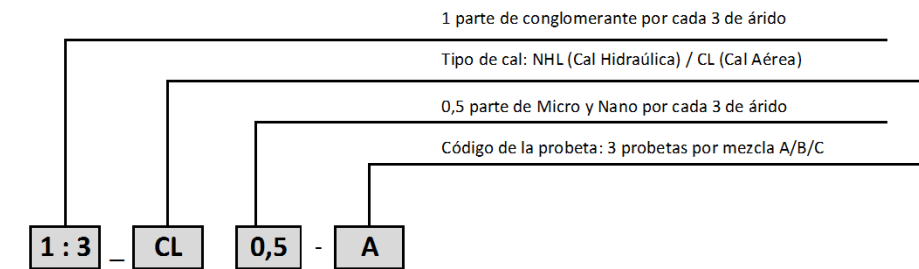 1 parte de conglomerante por cada 3 de árido
Tipo de cal: NHL (Cal Hidraúlica) / CL (Cal Aérea)
0,5 parte de Micro y Nano por cada 3 de árido
Código de la probeta: 3 probetas por mezcla A/B/C
1 : 3 _ CL 0,5 - A